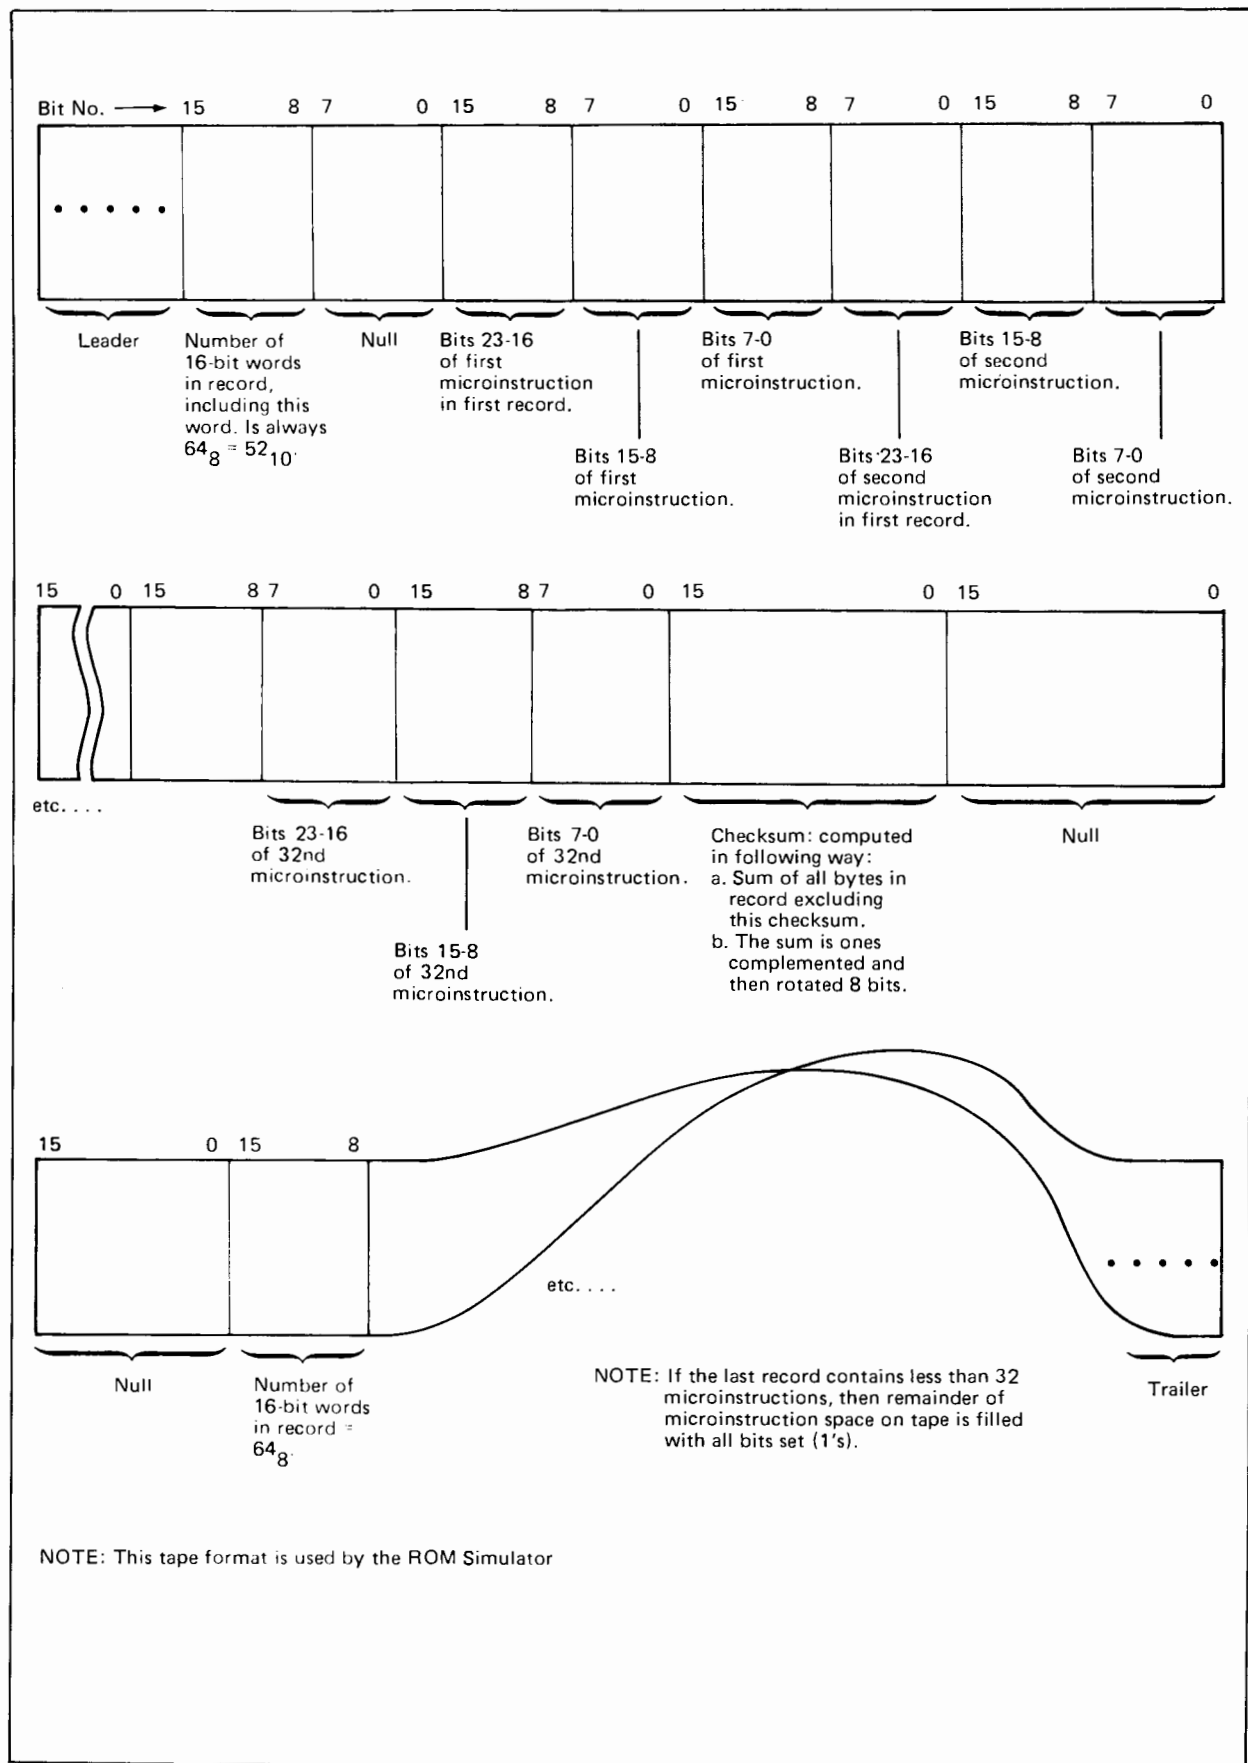 Bit No. → 15 8 7 0 15 8 7 0 15 8 7 0 15 8 7 0
Leader
Number of
16-bit words
in record,
including this
word. Is always
64₈ = 52₁₀.
Null
Bits 23-16
of first
microinstruction
in first record.
Bits 15-8
of first
microinstruction.
Bits 7-0
of first
microinstruction.
Bits 23-16
of second
microinstruction
in first record.
Bits 15-8
of second
microinstruction.
Bits 7-0
of second
microinstruction.
15 0 15 8 7 0 15 8 7 0 15 0 15 0
etc. . . .
Bits 23-16
of 32nd
microinstruction.
Bits 15-8
of 32nd
microinstruction.
Bits 7-0
of 32nd
microinstruction.
Checksum: computed
in following way:
a. Sum of all bytes in
record excluding
this checksum.
b. The sum is ones
complemented and
then rotated 8 bits.
Null
15 0 15 8
etc. . . .
Null
Number of
16-bit words
in record =
64₈.
NOTE: If the last record contains less than 32
microinstructions, then remainder of
microinstruction space on tape is filled
with all bits set (1's).
Trailer
NOTE: This tape format is used by the ROM Simulator